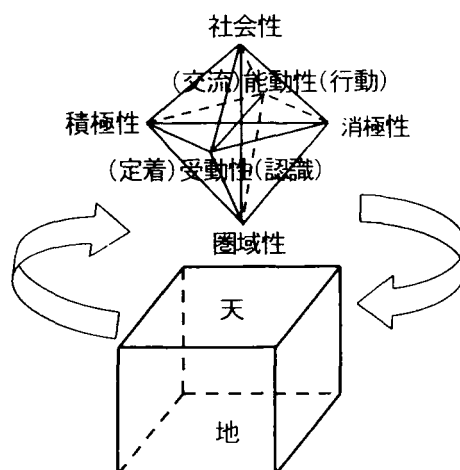 社会性
(交流)能動性(行動)
積極性
消極性
(定着)受動性(認識)
圏域性
天
地